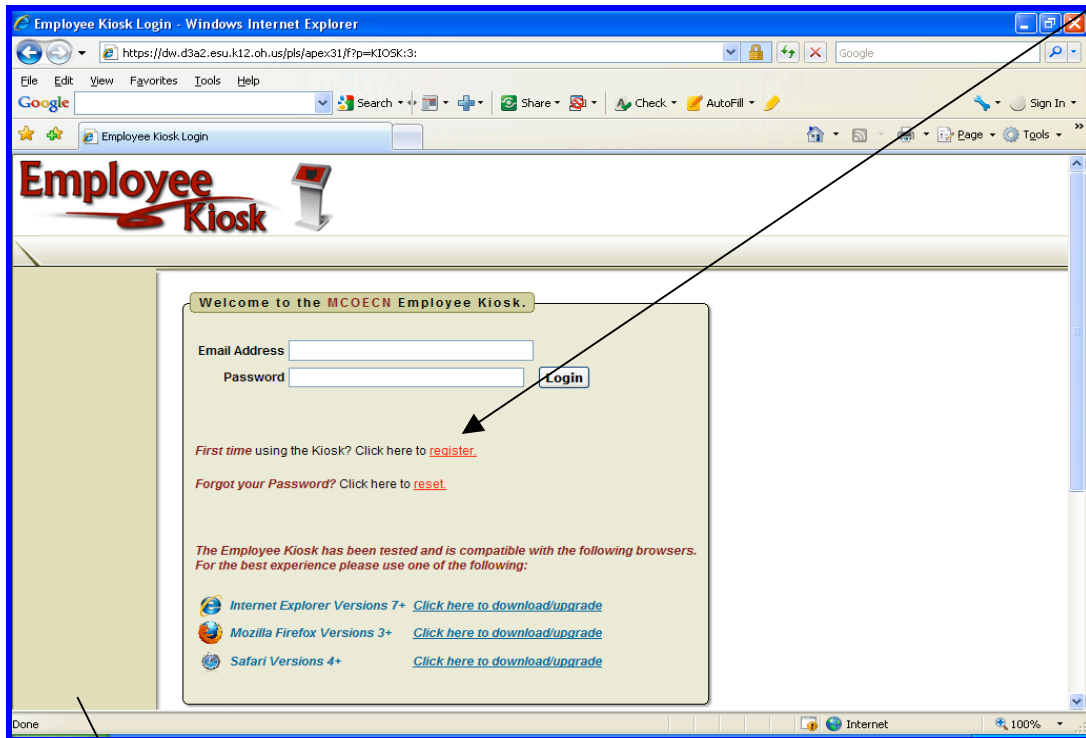 Employee Kiosk Login - Windows Internet Explorer
https://dw.d3a2.esu.k12.oh.us/pls/apex31/f?p=KIOSK:3:
Google
File Edit View Favorites Tools Help
Google Search Share Check AutoFill Sign In
Employee Kiosk Login
Page Tools
Employee
Kiosk
Welcome to the MCOECN Employee Kiosk.
Email Address
Password Login
First time using the Kiosk? Click here to register.
Forgot your Password? Click here to reset.
The Employee Kiosk has been tested and is compatible with the following browsers.
For the best experience please use one of the following:
Internet Explorer Versions 7+ Click here to download/upgrade
Mozilla Firefox Versions 3+ Click here to download/upgrade
Safari Versions 4+ Click here to download/upgrade
Done Internet 100%